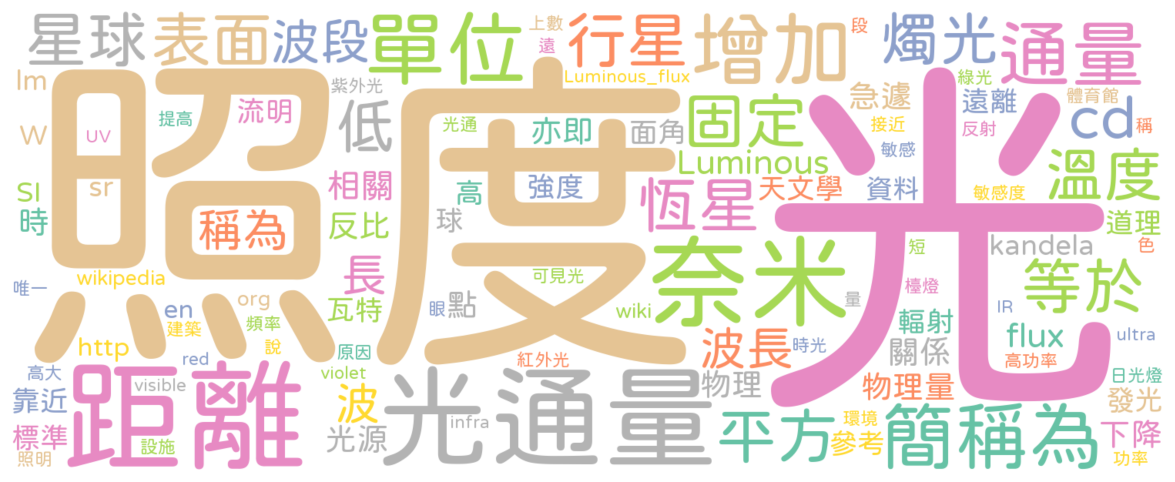 星球
表面
波段
單位
上數
遠
行星
增加
段
燭光
通量
lm
紫外光
Luminous_flux
綠光
照度
光
急遽
遠離
體育館
W
UV
提高
流明
低
光通
亦即
面角
固定
接近
反射
cd
稱
敏感
SI
sr
相關
高
強度
Luminous
恆星
天文學
資料
敏感度
溫度
時
稱為
反比
球
道理
短
kandela
色
wikipedia
長
可見光
奈米
檯燈
量
等於
唯一
en
org
瓦特
眼
點
wiki
IR
輻射
建築
頻率
flux
ultra
http
說
原因
波長
時光
關係
高功率
red
紅外光
高大
violet
日光燈
靠近
距離
visible
波
光通量
物理
物理量
發光
標準
設施
光源
infra
平方
環境
參考
簡稱為
下降
照明
功率